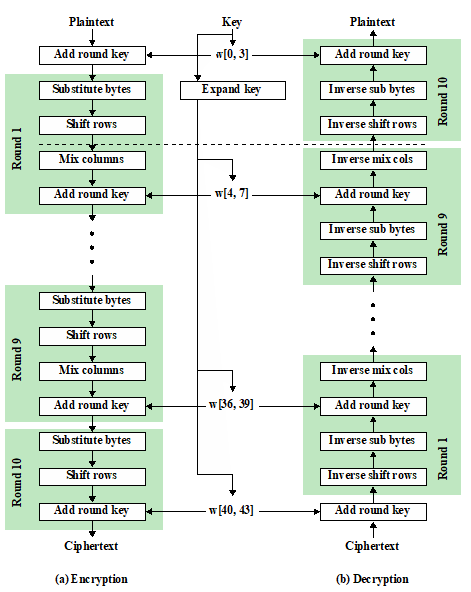 Plaintext
Key
Plaintext
Add round key
w[0, 3]
Add round key
Substitute bytes
Expand key
Inverse sub bytes
Round 1
Shift rows
Inverse shift rows
Round 10
Mix columns
Inverse mix cols
Add round key
w[4, 7]
Add round key
Inverse sub bytes
Round 9
Inverse shift rows
Substitute bytes
Round 9
Shift rows
Mix columns
Inverse mix cols
Add round key
w[36, 39]
Add round key
Substitute bytes
Inverse sub bytes
Round 1
Round 10
Shift rows
Inverse shift rows
Add round key
w[40, 43]
Add round key
Ciphertext
Ciphertext
(a) Encryption
(b) Decryption